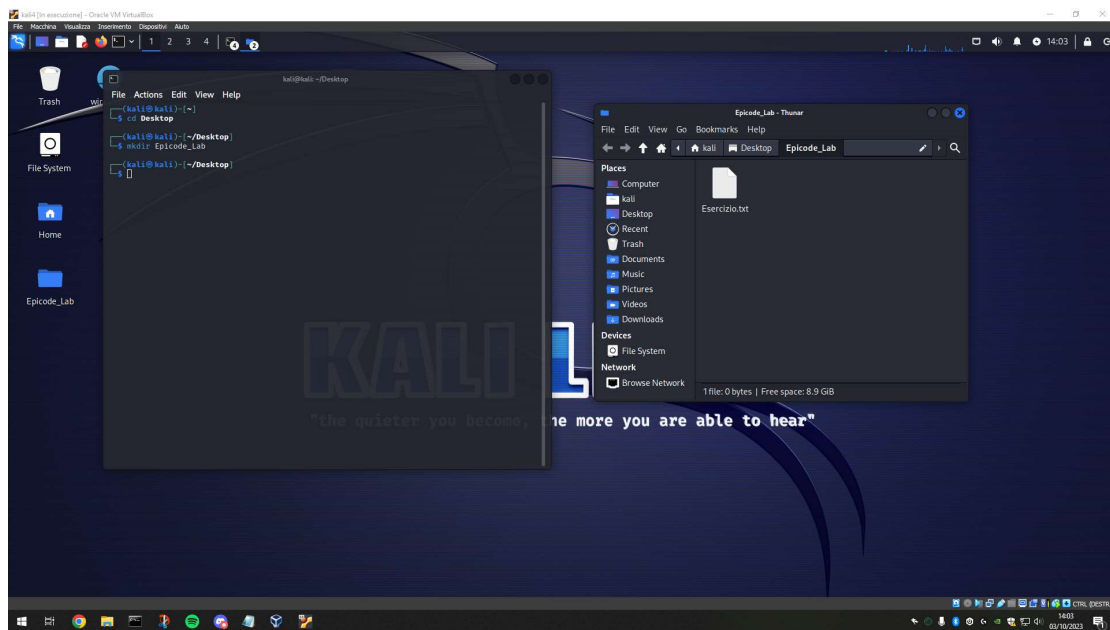 kali4 [In esecuzione] - Oracle VM VirtualBox
File Macchina Visualizza Inserimento Dispositivi Aiuto
1 2 3 4
14:03
Trash
wir
File System
Home
Epicode_Lab
kali@kali: ~/Desktop
File Actions Edit View Help
┌──(kali㉿kali)-[~]
└─$ cd Desktop
┌──(kali㉿kali)-[~/Desktop]
└─$ mkdir Epicode_Lab
┌──(kali㉿kali)-[~/Desktop]
└─$
Epicode_Lab - Thunar
File Edit View Go Bookmarks Help
kali Desktop Epicode_Lab
Places
Computer
kali
Desktop
Recent
Trash
Documents
Music
Pictures
Videos
Downloads
Devices
File System
Network
Browse Network
Esercizio.txt
1 file: 0 bytes | Free space: 8.9 GiB
KALI L
"the quieter you become, the more you are able to hear"
CTRL (DESTR
14:03
03/10/2023